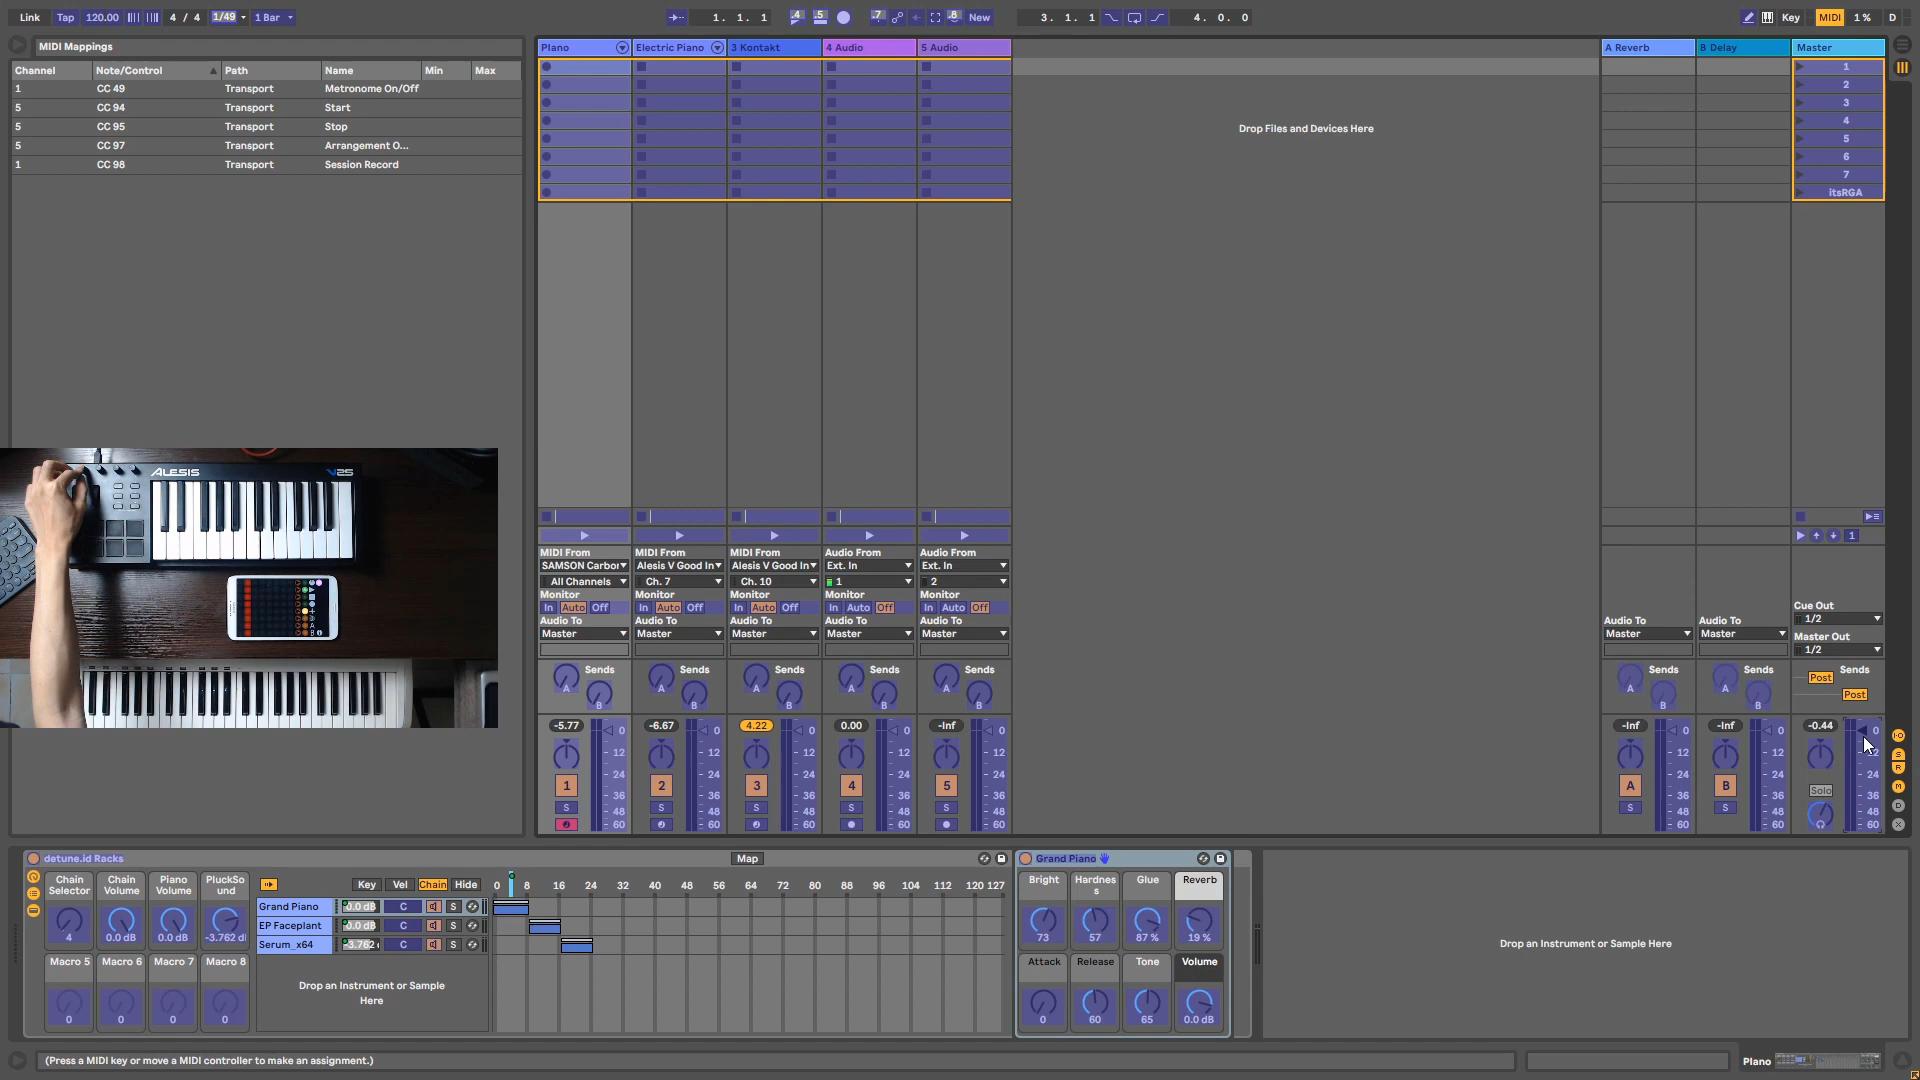 Link Tap 120.00 4 / 4 1/49 1 Bar 1. 1. 1 4 5 7 8 New 3. 1. 1 4. 0. 0 Key MIDI 1 % D
MIDI Mappings
Channel Note/Control Path Name Min Max
1 CC 49 Transport Metronome On/Off
5 CC 94 Transport Start
5 CC 95 Transport Stop
5 CC 97 Transport Arrangement O...
1 CC 98 Transport Session Record
Piano Electric Piano 3 Kontakt 4 Audio 5 Audio A Reverb B Delay Master
1
2
3
4
5
6
7
itsRGA
Drop Files and Devices Here
ALESIS V25
1
MIDI From MIDI From MIDI From Audio From Audio From
SAMSON Carbor Alesis V Good In Alesis V Good In Ext. In Ext. In
All Channels Ch. 7 Ch. 10 1 2
Monitor Monitor Monitor Monitor Monitor
In Auto Off In Auto Off In Auto Off In Auto Off In Auto Off
Audio To Audio To Audio To Audio To Audio To Audio To Audio To
Master Master Master Master Master Master Master
Cue Out
1/2
Master Out
1/2
Sends Sends Sends Sends Sends Sends Sends Sends
A A A A A A A Post
B B B B B B B Post
-5.77 -6.67 4.22 0.00 -Inf -Inf -Inf -0.44
0 0 0 0 0 0 0 0
12 12 12 12 12 12 12 12
24 24 24 24 24 24 24 24
1 2 3 4 5 A B Solo
36 36 36 36 36 36 36 36
S S S S S S S
48 48 48 48 48 48 48 48
60 60 60 60 60 60 60 60
S
R
M
D
X
detune.id Racks Map
Chain Selector Chain Volume Piano Volume PluckSo und
4 0.0 dB 0.0 dB -3.762 d
Macro 5 Macro 6 Macro 7 Macro 8
0 0 0 0
Key Vel Chain Hide 0 8 16 24 32 40 48 56 64 72 80 88 96 104 112 120 127
Grand Piano 0.0 dB C S
EP Faceplant 0.0 dB C S
Serum_x64 -3.762 C S
Drop an Instrument or Sample
Here
Grand Piano
Bright Hardnes s Glue Reverb
73 57 87 % 19 %
Attack Release Tone Volume
0 60 65 0.0 dB
Drop an Instrument or Sample Here
(Press a MIDI key or move a MIDI controller to make an assignment.)
Piano